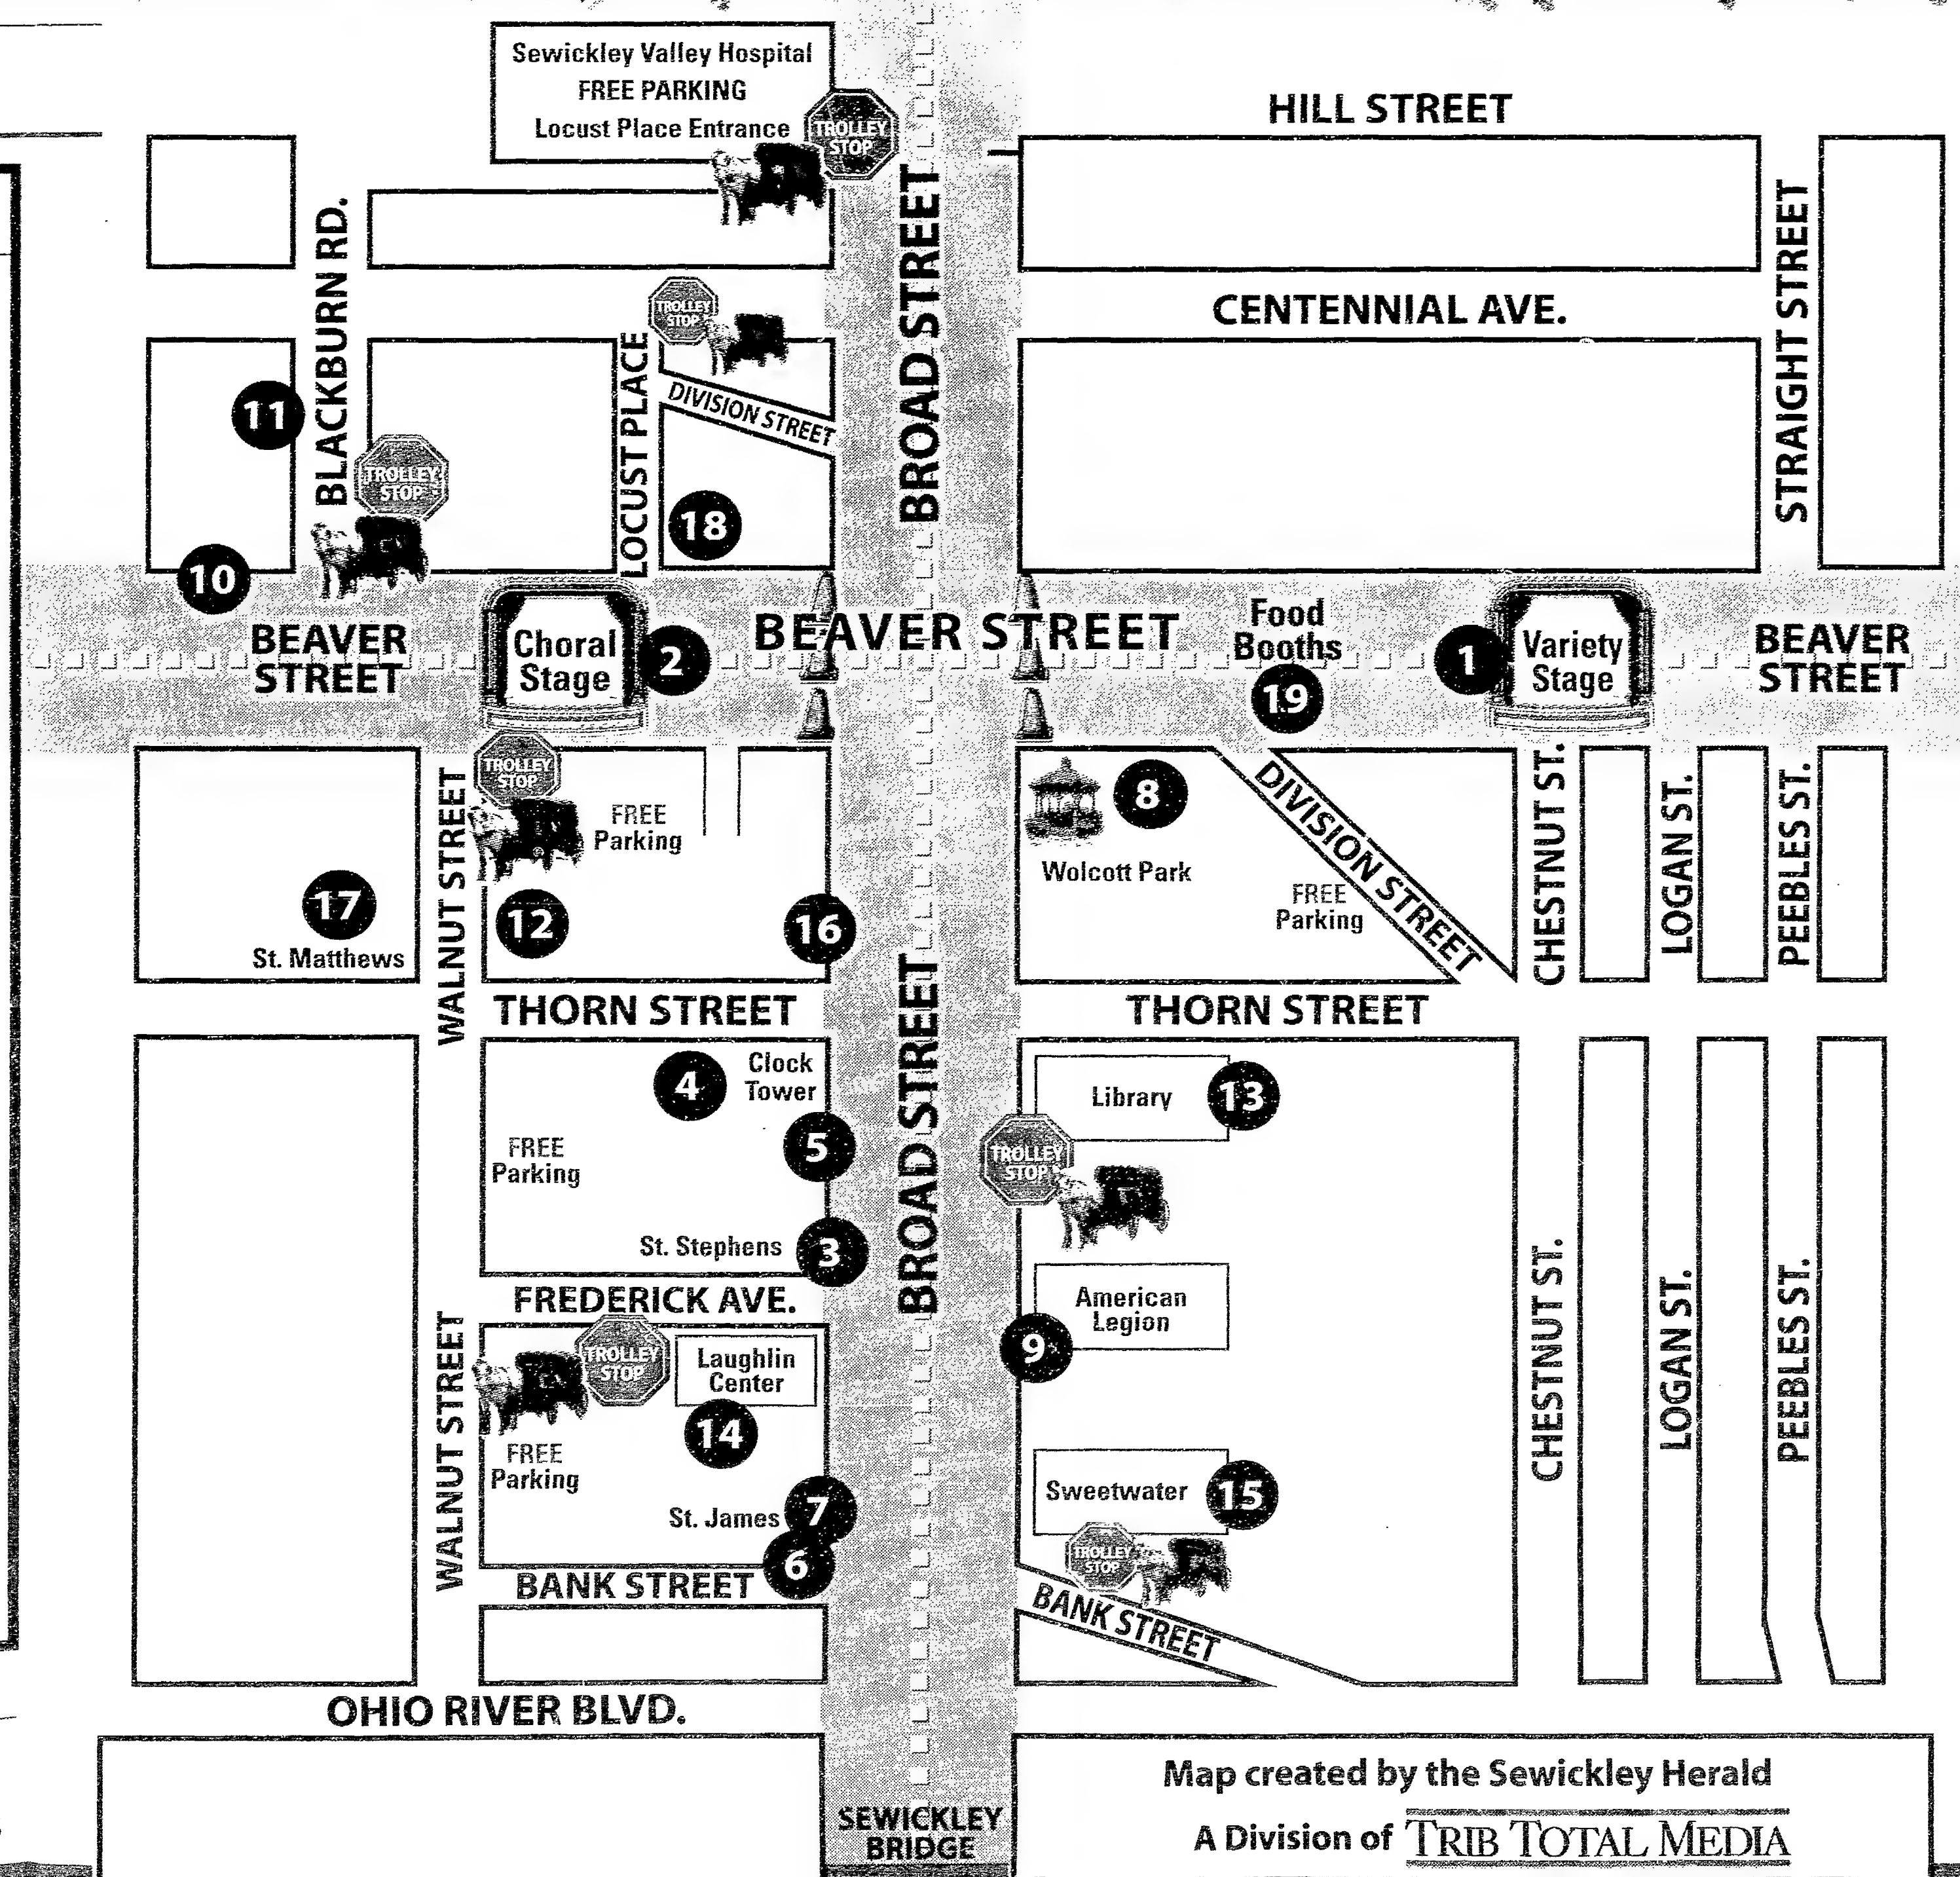 Sewickley Valley Hospital
FREE PARKING
Locust Place Entrance
TROLLEY
STOP
HILL STREET
BLACKBURN RD.
BROAD STREET
STRAIGHT STREET
CENTENNIAL AVE.
TROLLEY
STOP
LOCUST PLACE
DIVISION STREET
11
TROLLEY
STOP
18
10
BEAVER
STREET
Choral
Stage
2
BEAVER STREET
Food
Booths
19
1
Variety
Stage
BEAVER
STREET
TROLLEY
STOP
WALNUT STREET
FREE
Parking
8
Wolcott Park
DIVISION STREET
FREE
Parking
CHESTNUT ST.
LOGAN ST.
PEEBLES ST.
17
St. Matthews
12
16
THORN STREET
BROAD STREET
THORN STREET
4
Clock
Tower
5
FREE
Parking
St. Stephens
3
Library
13
TROLLEY
STOP
FREDERICK AVE.
American
Legion
9
WALNUT STREET
TROLLEY
STOP
Laughlin
Center
14
FREE
Parking
St. James
7
6
CHESTNUT ST.
LOGAN ST.
PEEBLES ST.
Sweetwater
15
TROLLEY
STOP
BANK STREET
BANK STREET
OHIO RIVER BLVD.
SEWICKLEY
BRIDGE
Map created by the Sewickley Herald
A Division of TRIB TOTAL MEDIA